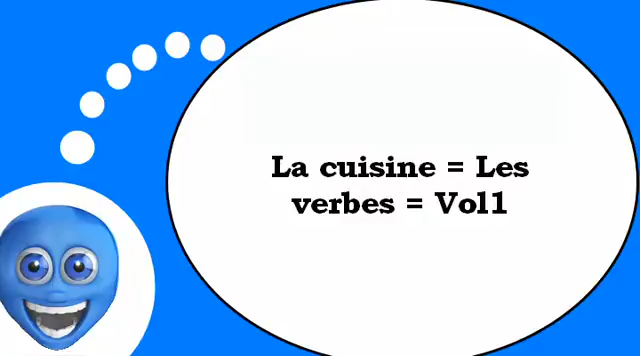 La cuisine = Les
verbes = Vol1